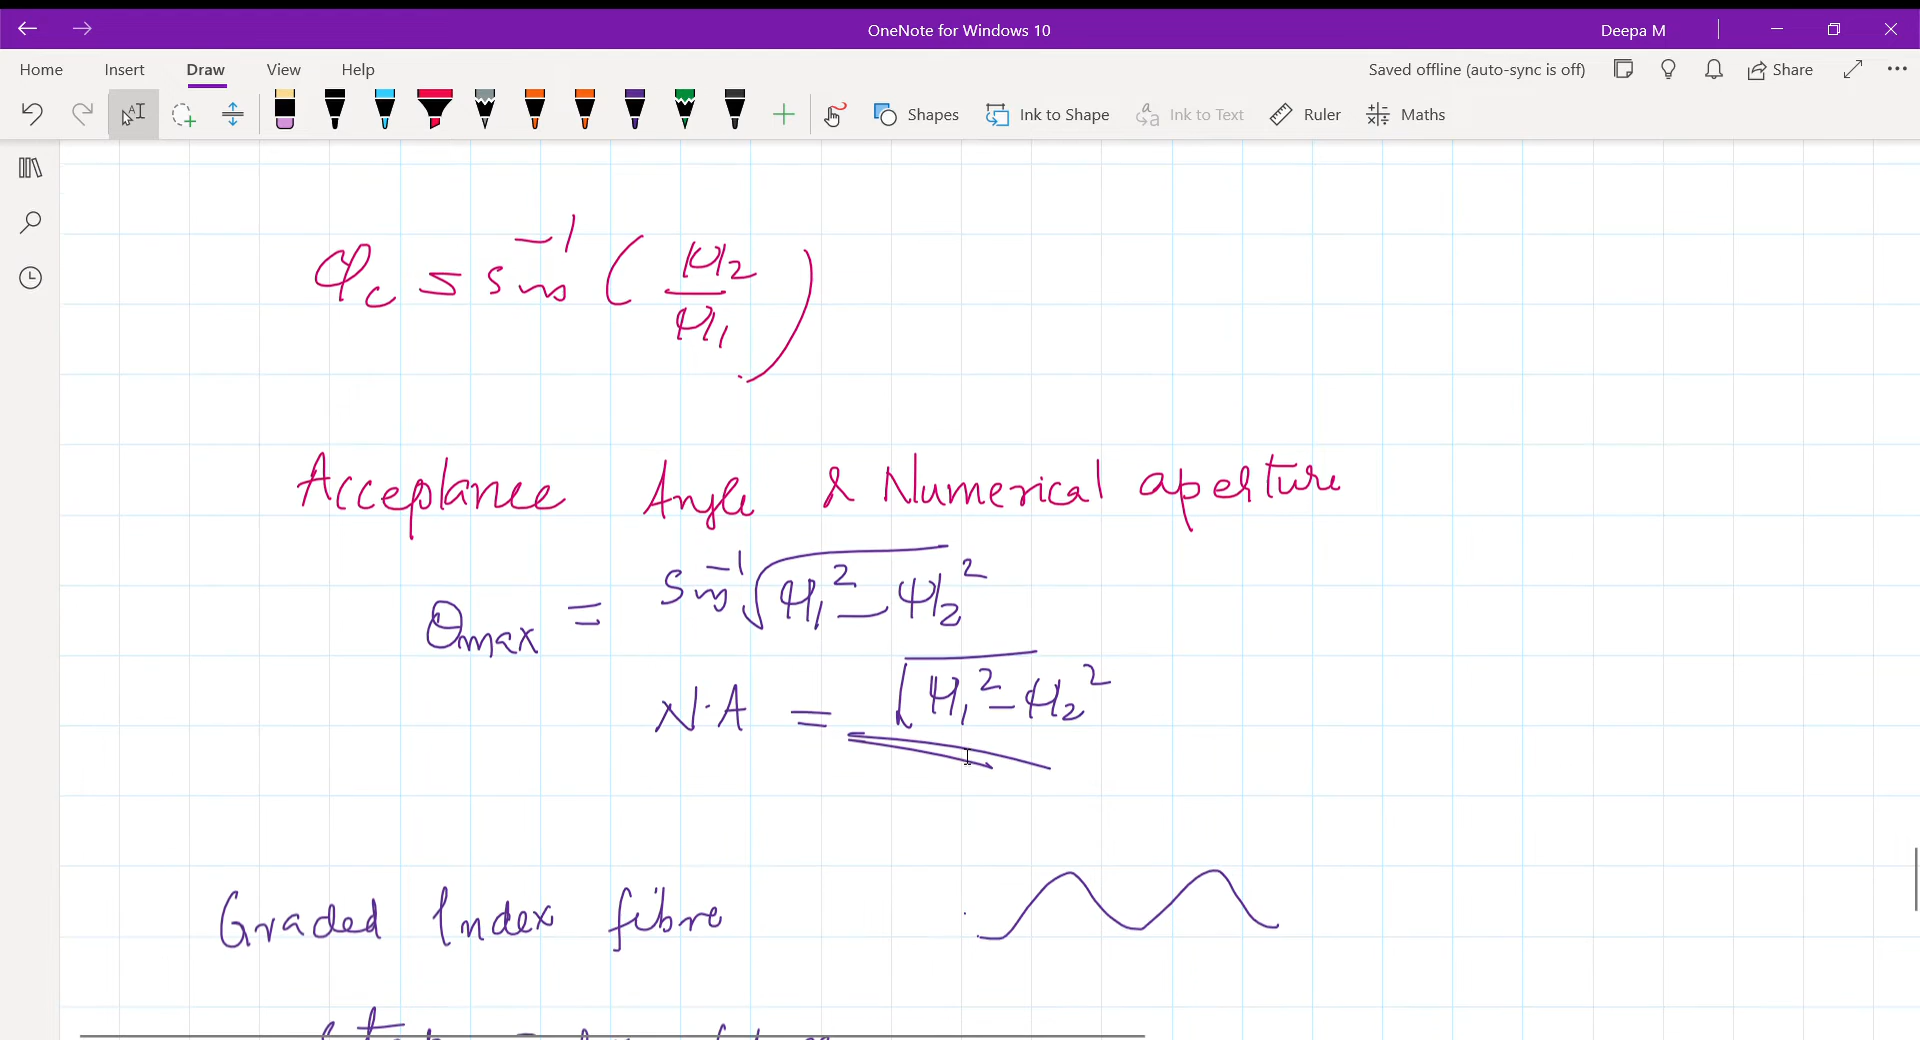 OneNote for Windows 10
Deepa M
Home Insert Draw View Help
Saved offline (auto-sync is off) Share
Shapes Ink to Shape Ink to Text Ruler Maths
φc = sin⁻¹ (μ2/μ1)
Acceptance Angle & Numerical aperture
θmax = sin⁻¹ √μ1² − μ2²
N.A = √μ1² − μ2²
Graded Index fibre